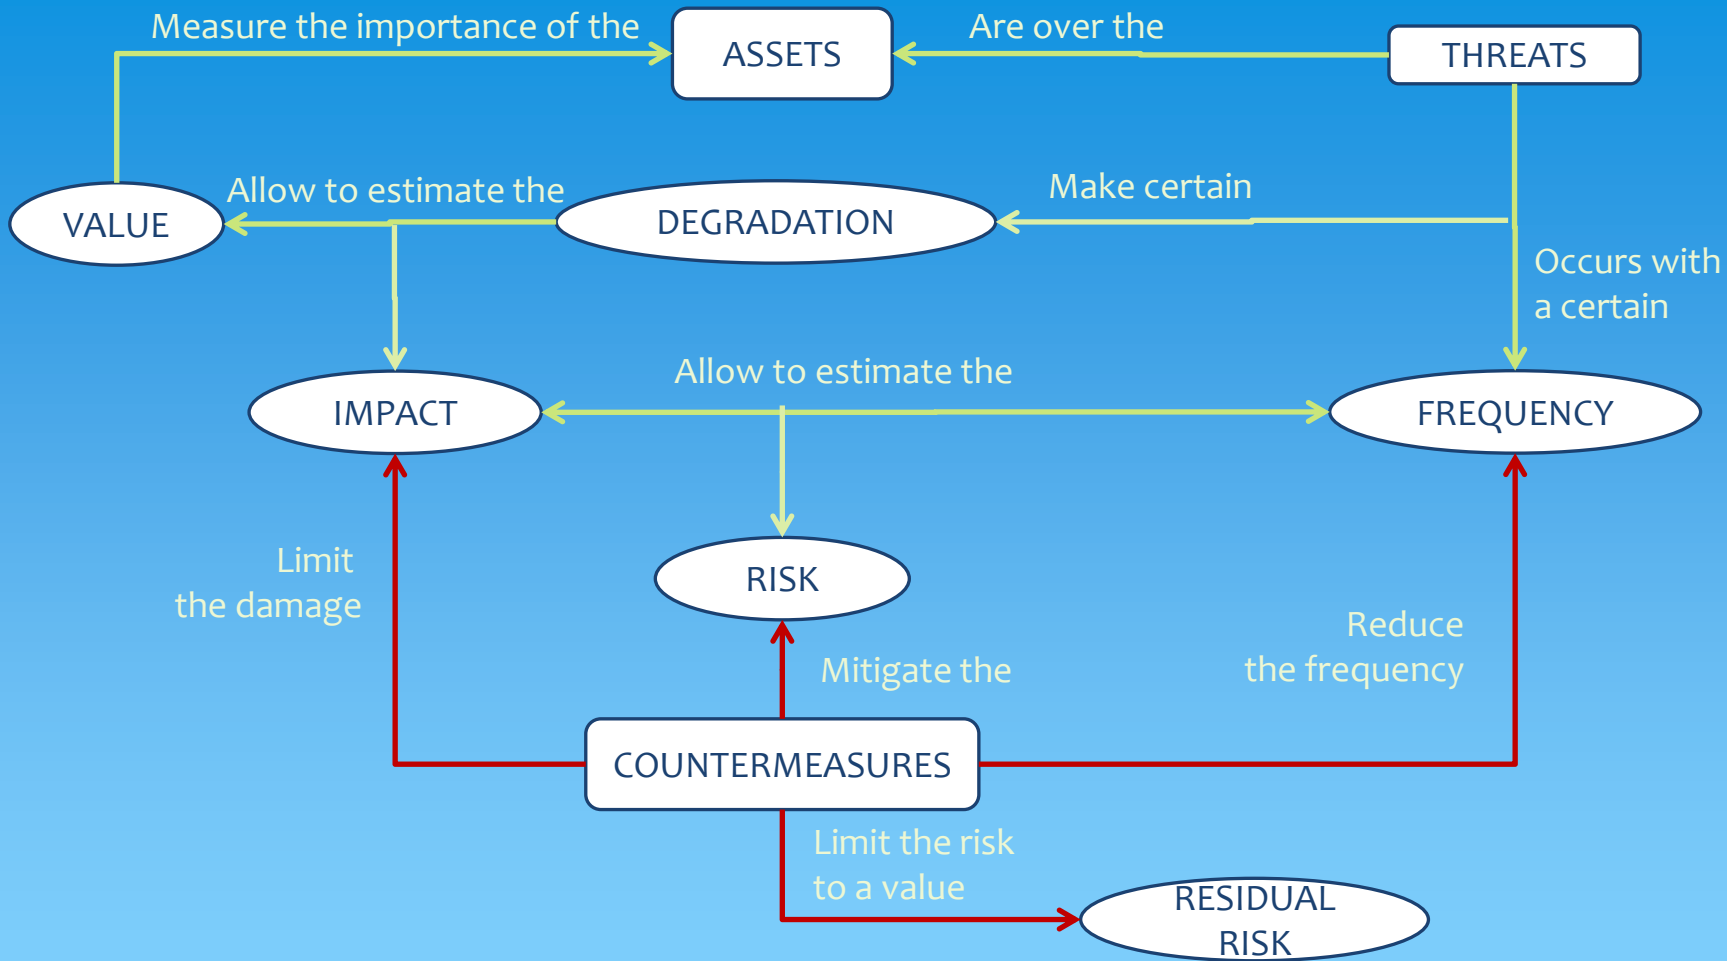 Measure the importance of the
ASSETS
Are over the
THREATS
VALUE
Allow to estimate the
DEGRADATION
Make certain
Occurs with
a certain
IMPACT
Allow to estimate the
FREQUENCY
Limit
the damage
RISK
Mitigate the
Reduce
the frequency
COUNTERMEASURES
Limit the risk
to a value
RESIDUAL
RISK